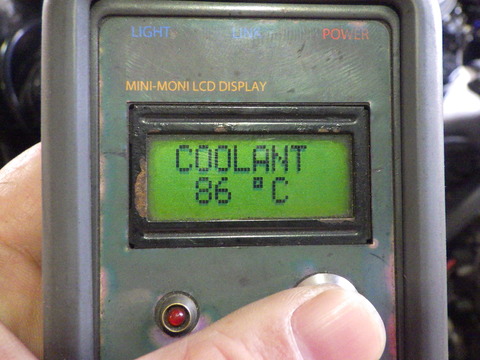 LIGHT LINK POWER
MINI-MONI LCD DISPLAY
COOLANT
86 °C